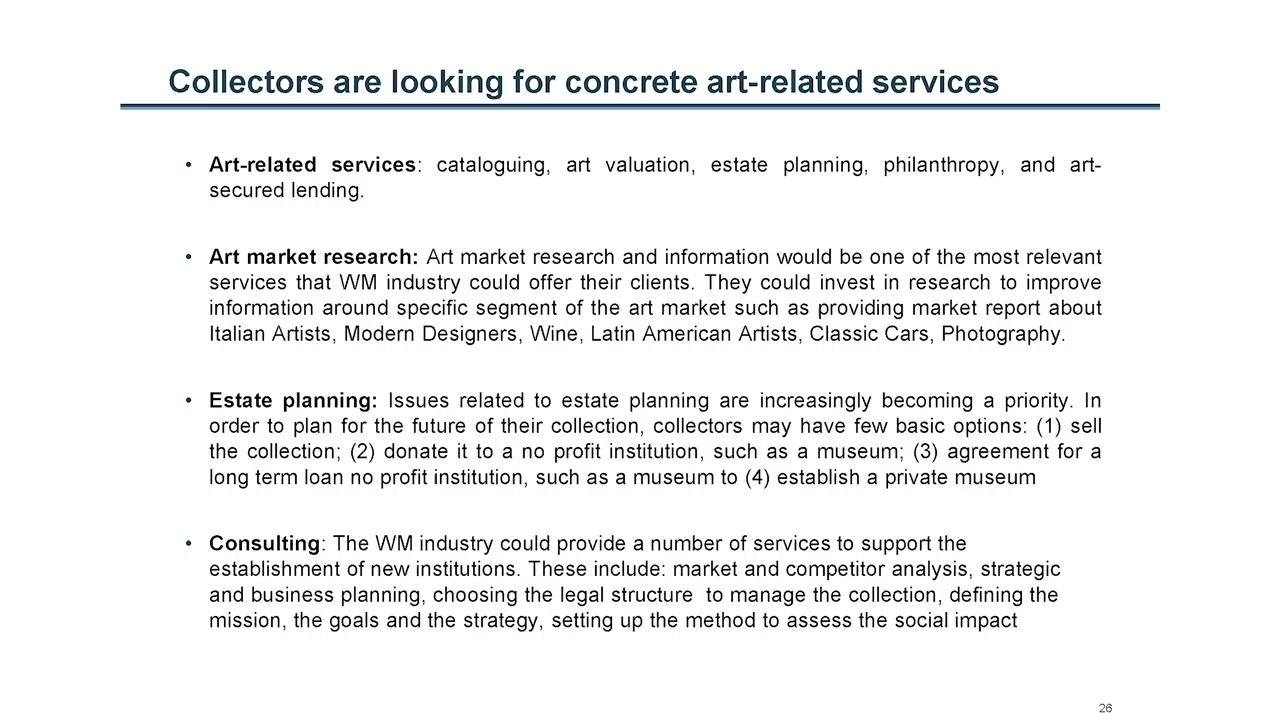 Collectors are looking for concrete art-related services
• Art-related services: cataloguing, art valuation, estate planning, philanthropy, and art-
secured lending.
• Art market research: Art market research and information would be one of the most relevant
services that WM industry could offer their clients. They could invest in research to improve
information around specific segment of the art market such as providing market report about
Italian Artists, Modern Designers, Wine, Latin American Artists, Classic Cars, Photography.
• Estate planning: Issues related to estate planning are increasingly becoming a priority. In
order to plan for the future of their collection, collectors may have few basic options: (1) sell
the collection; (2) donate it to a no profit institution, such as a museum; (3) agreement for a
long term loan no profit institution, such as a museum to (4) establish a private museum
• Consulting: The WM industry could provide a number of services to support the
establishment of new institutions. These include: market and competitor analysis, strategic
and business planning, choosing the legal structure  to manage the collection, defining the
mission, the goals and the strategy, setting up the method to assess the social impact
26